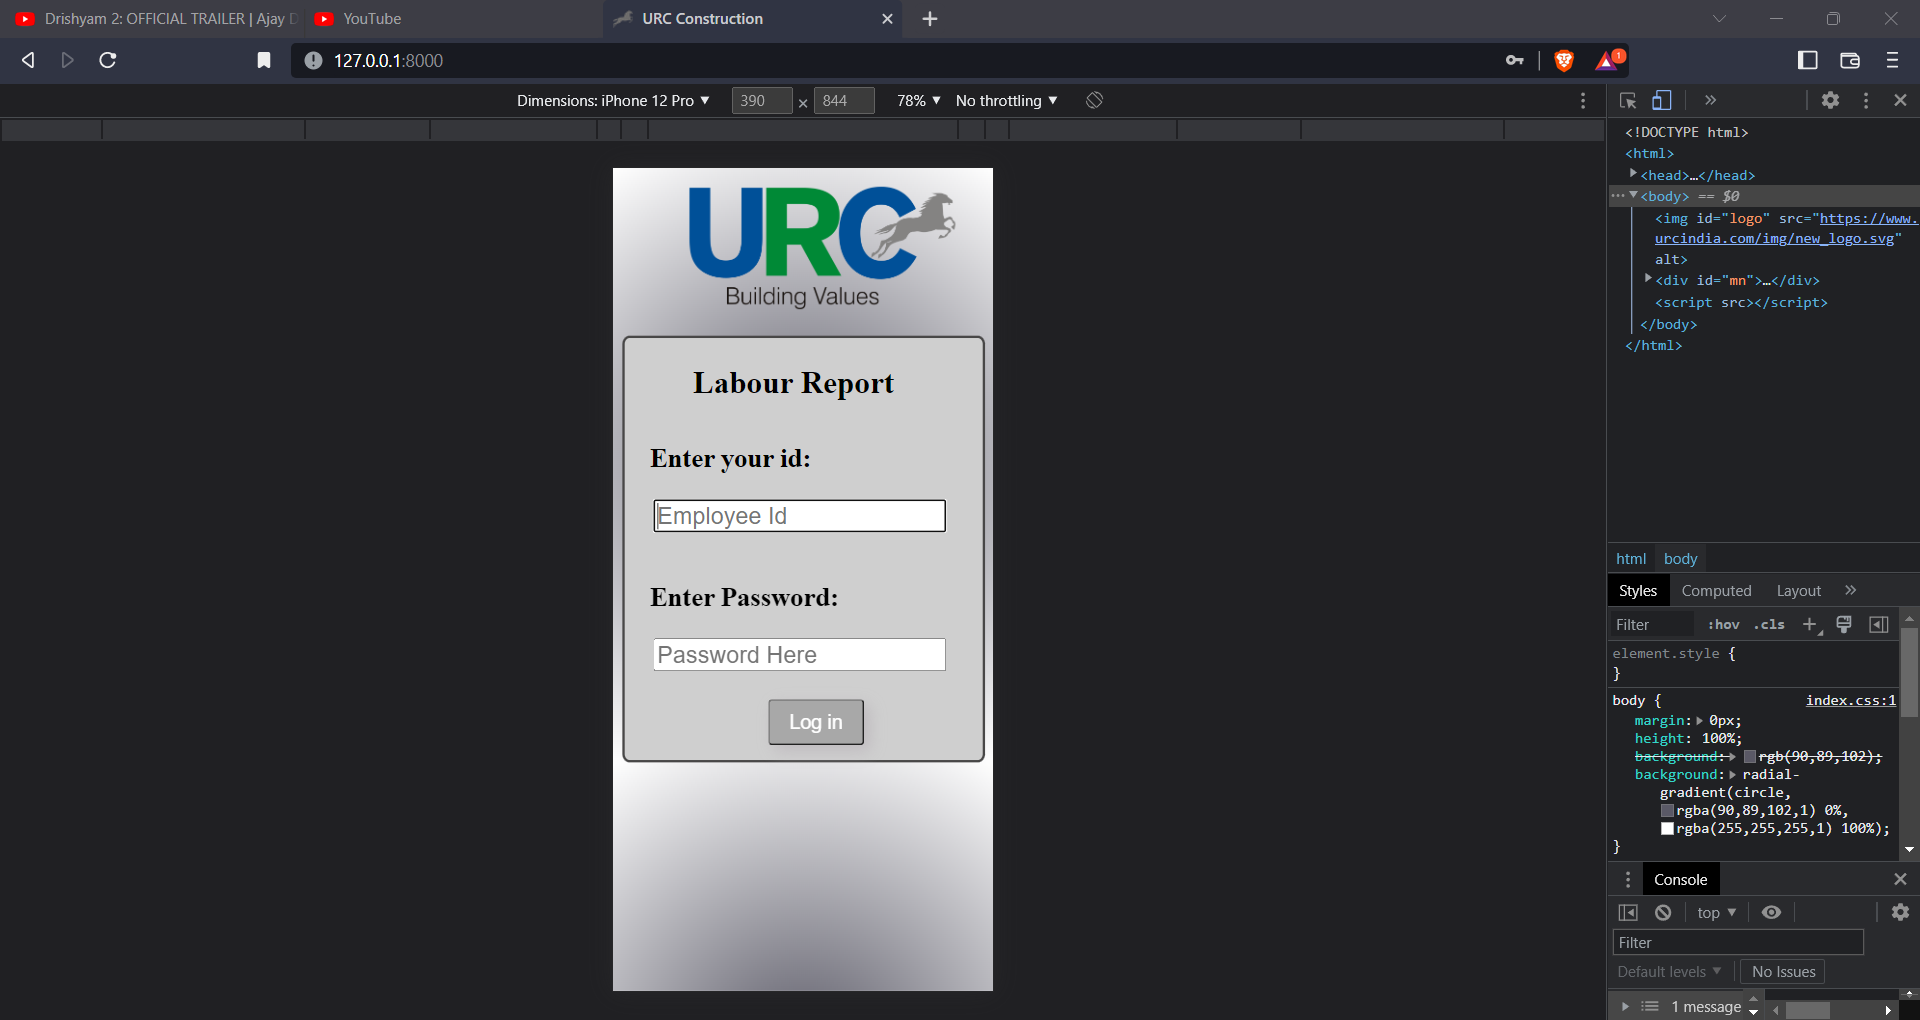 Drishyam 2: OFFICIAL TRAILER | Ajay D
YouTube
URC Construction
127.0.0.1:8000
1
Dimensions: iPhone 12 Pro ▼
390 × 844
78% ▼
No throttling ▼
URC
Building Values
Labour Report
Enter your id:
Employee Id
Enter Password:
Password Here
Log in
<!DOCTYPE html>
<html>
<head>…</head>
<body> == $0
<img id="logo" src="https://www.
urcindia.com/img/new_logo.svg"
alt>
<div id="mn">…</div>
<script src></script>
</body>
</html>
html body
Styles Computed Layout »
Filter :hov .cls +
element.style {
}
body { index.css:1
margin: 0px;
height: 100%;
background: rgb(90,89,102);
background: radial-
gradient(circle,
rgba(90,89,102,1) 0%,
rgba(255,255,255,1) 100%);
}
Console
top ▼
Filter
Default levels ▼ No Issues
1 message